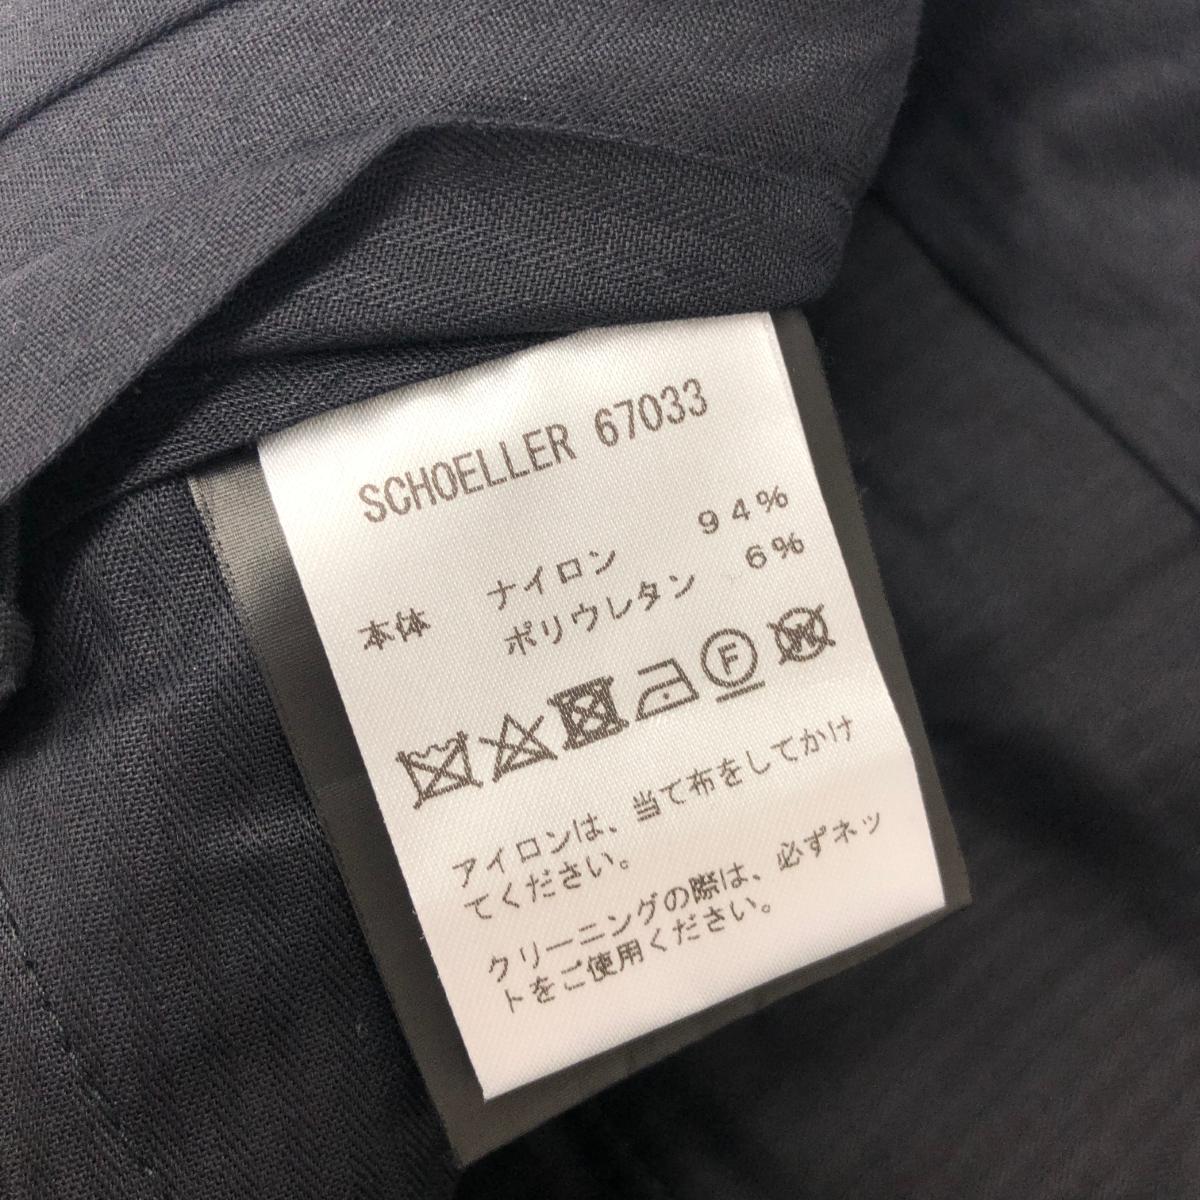 SCHOELLER 67033
本体 ナイロン 94%
ポリウレタン 6%
F W
アイロンは、当て布をしてかけ
てください。
クリーニングの際は、必ずネッ
トをご使用ください。